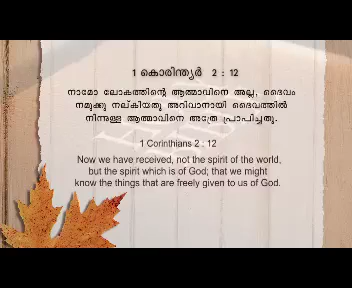 1 കൊരിന്ത്യർ 2 : 12
നാമോ ലോകത്തിന്റെ ആത്മാവിനെ അല്ല, ദൈവം
നമുക്കു നല്കിയതു അറിവാനായി ദൈവത്തിൽ
നിന്നുള്ള ആത്മാവിനെ അത്രേ പ്രാപിച്ചതു.
1 Corinthians 2 : 12
Now we have received, not the spirit of the world,
but the spirit which is of God; that we might
know the things that are freely given to us of God.